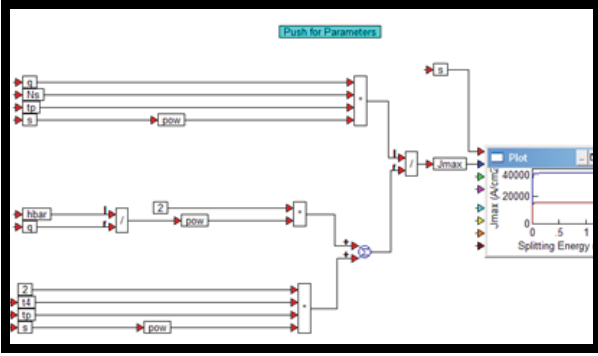 Push for Parameters
s
q
Ns
tp
s
pow
*
l
r
/
Jmax
Plot
40000
20000
0
0
.5
1
Jmax (A/cm2
Splitting Energy
hbar
q
l
r
/
2
pow
*
+
+
Σ
2
t4
tp
s
pow
*